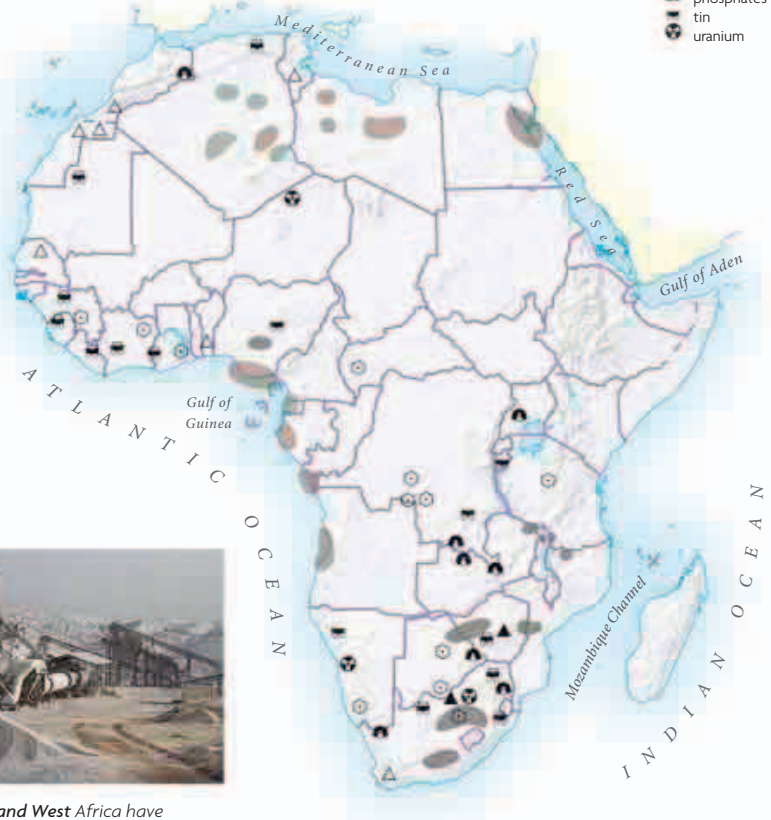 phosphates
tin
uranium
Mediterranean Sea
Red Sea
Gulf of Aden
ATLANTIC
OCEAN
Gulf of
Guinea
Mozambique Channel
INDIAN OCEAN
and West Africa have